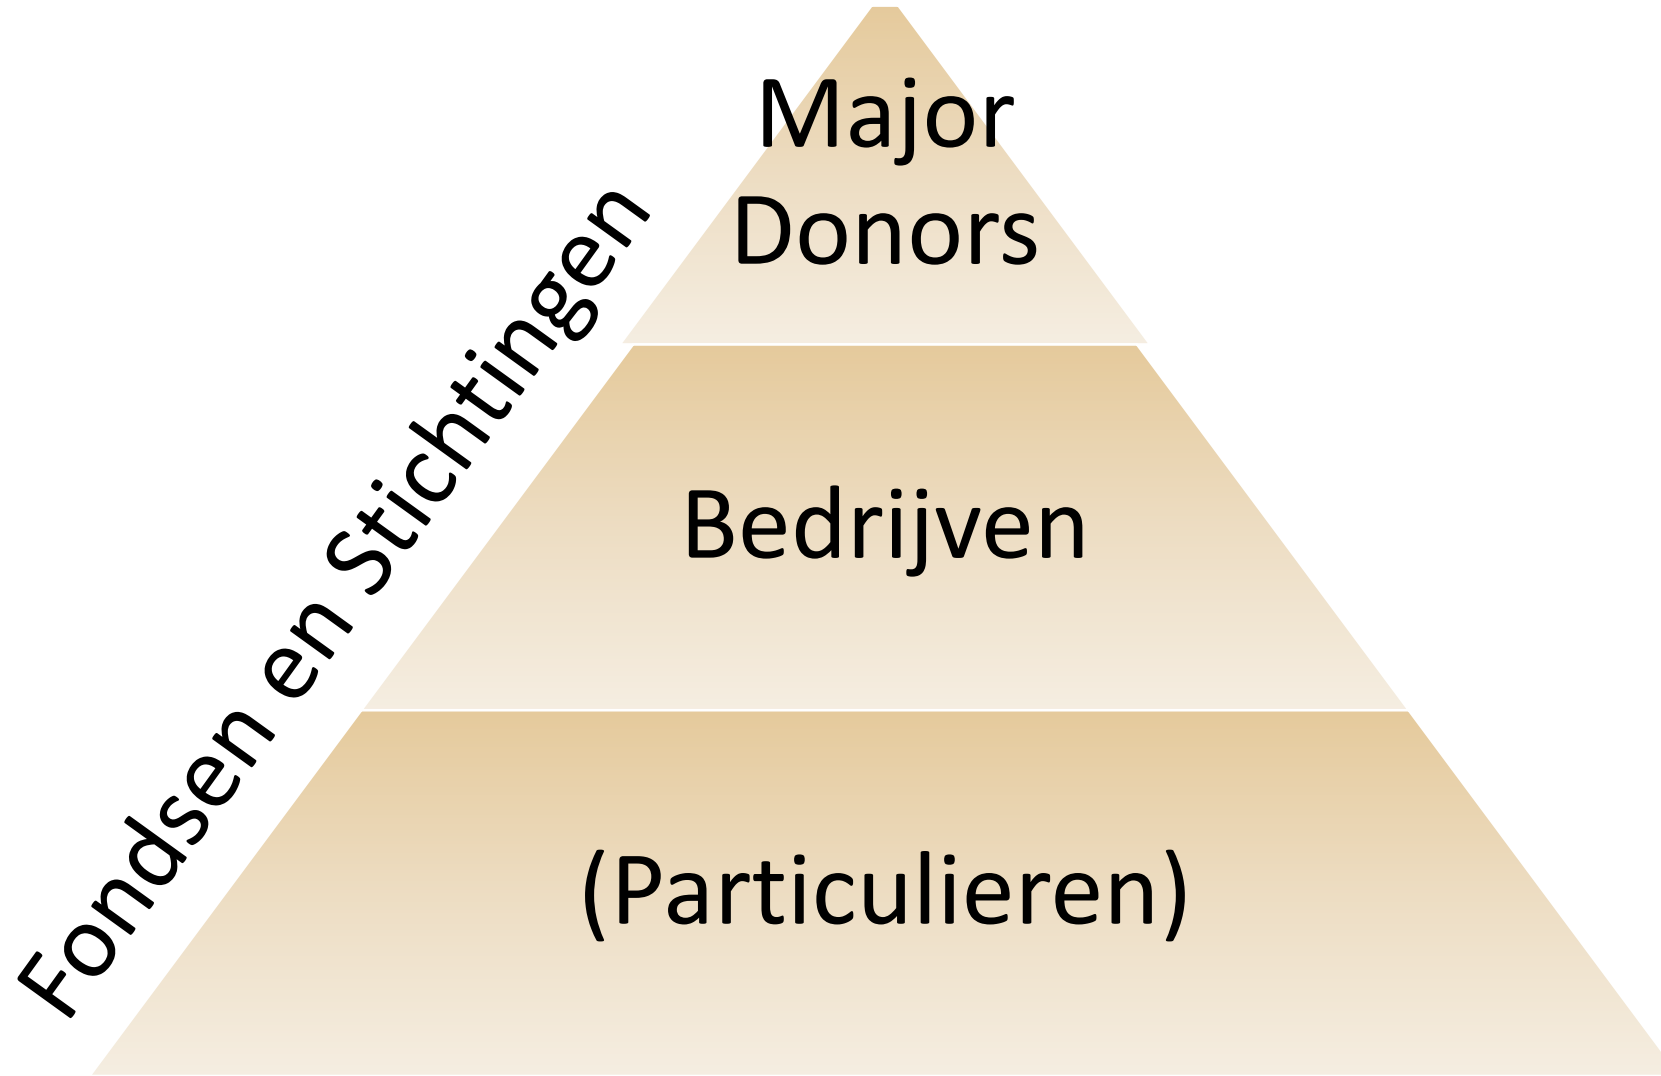 Major
Donors
Fondsen en Stichtingen
Bedrijven
(Particulieren)